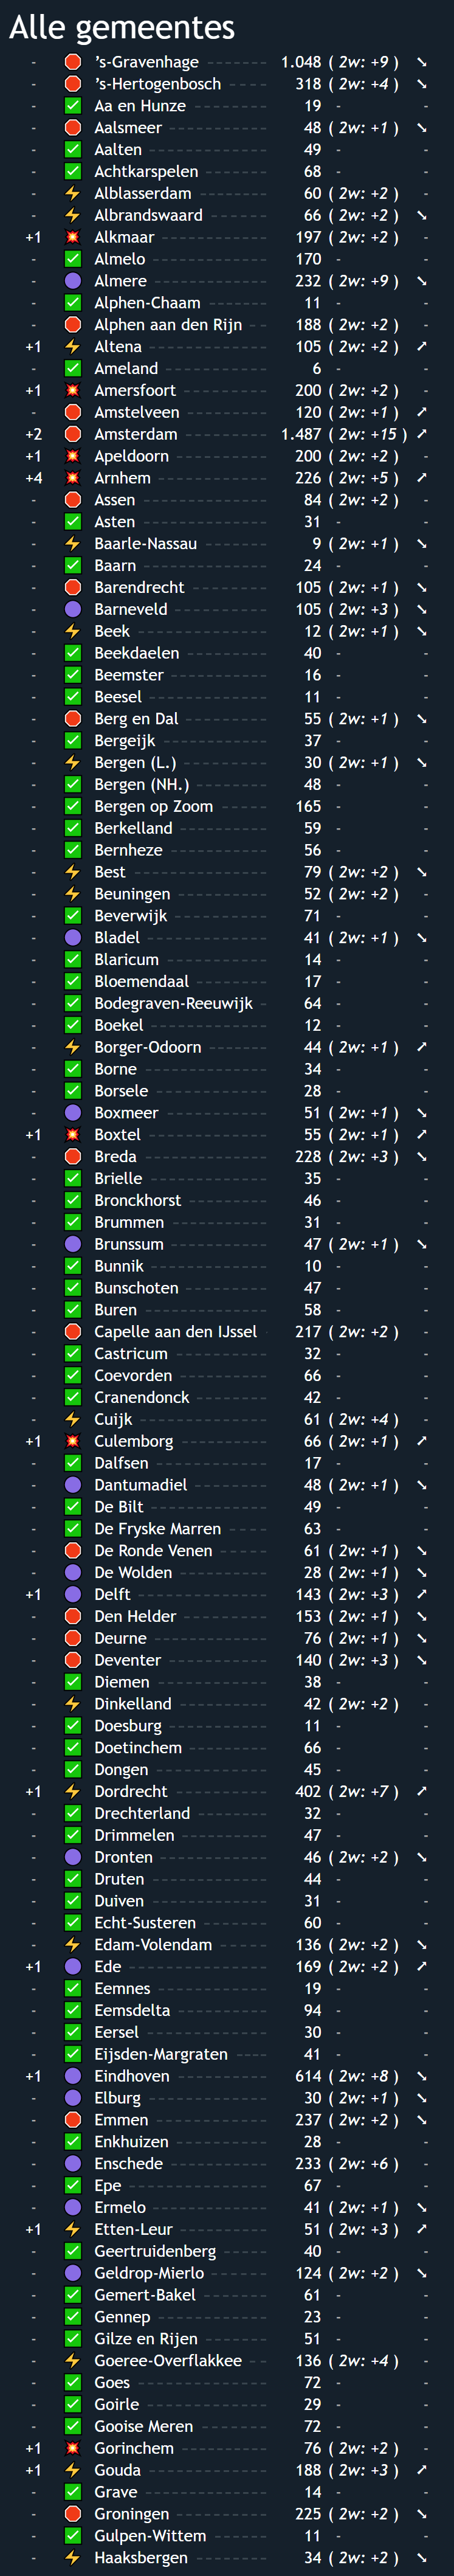 Alle gemeentes
- ’s-Gravenhage 1.048 ( 2w: +9 ) ↘
- ’s-Hertogenbosch 318 ( 2w: +4 ) ↘
- Aa en Hunze 19 - -
- Aalsmeer 48 ( 2w: +1 ) ↘
- Aalten 49 - -
- Achtkarspelen 68 - -
- Alblasserdam 60 ( 2w: +2 ) -
- Albrandswaard 66 ( 2w: +2 ) ↘
+1 Alkmaar 197 ( 2w: +2 ) -
- Almelo 170 - -
- Almere 232 ( 2w: +9 ) ↘
- Alphen-Chaam 11 - -
- Alphen aan den Rijn 188 ( 2w: +2 ) -
+1 Altena 105 ( 2w: +2 ) ↗
- Ameland 6 - -
+1 Amersfoort 200 ( 2w: +2 ) -
- Amstelveen 120 ( 2w: +1 ) ↗
+2 Amsterdam 1.487 ( 2w: +15 ) ↗
+1 Apeldoorn 200 ( 2w: +2 ) -
+4 Arnhem 226 ( 2w: +5 ) ↗
- Assen 84 ( 2w: +2 ) -
- Asten 31 - -
- Baarle-Nassau 9 ( 2w: +1 ) ↘
- Baarn 24 - -
- Barendrecht 105 ( 2w: +1 ) ↘
- Barneveld 105 ( 2w: +3 ) ↘
- Beek 12 ( 2w: +1 ) ↘
- Beekdaelen 40 - -
- Beemster 16 - -
- Beesel 11 - -
- Berg en Dal 55 ( 2w: +1 ) ↘
- Bergeijk 37 - -
- Bergen (L.) 30 ( 2w: +1 ) ↘
- Bergen (NH.) 48 - -
- Bergen op Zoom 165 - -
- Berkelland 59 - -
- Bernheze 56 - -
- Best 79 ( 2w: +2 ) ↘
- Beuningen 52 ( 2w: +2 ) -
- Beverwijk 71 - -
- Bladel 41 ( 2w: +1 ) ↘
- Blaricum 14 - -
- Bloemendaal 17 - -
- Bodegraven-Reeuwijk 64 - -
- Boekel 12 - -
- Borger-Odoorn 44 ( 2w: +1 ) ↗
- Borne 34 - -
- Borsele 28 - -
- Boxmeer 51 ( 2w: +1 ) ↘
+1 Boxtel 55 ( 2w: +1 ) ↗
- Breda 228 ( 2w: +3 ) ↘
- Brielle 35 - -
- Bronckhorst 46 - -
- Brummen 31 - -
- Brunssum 47 ( 2w: +1 ) ↘
- Bunnik 10 - -
- Bunschoten 47 - -
- Buren 58 - -
- Capelle aan den IJssel 217 ( 2w: +2 ) -
- Castricum 32 - -
- Coevorden 66 - -
- Cranendonck 42 - -
- Cuijk 61 ( 2w: +4 ) -
+1 Culemborg 66 ( 2w: +1 ) ↗
- Dalfsen 17 - -
- Dantumadiel 48 ( 2w: +1 ) ↘
- De Bilt 49 - -
- De Fryske Marren 63 - -
- De Ronde Venen 61 ( 2w: +1 ) ↘
- De Wolden 28 ( 2w: +1 ) ↘
+1 Delft 143 ( 2w: +3 ) ↗
- Den Helder 153 ( 2w: +1 ) ↘
- Deurne 76 ( 2w: +1 ) ↘
- Deventer 140 ( 2w: +3 ) ↘
- Diemen 38 - -
- Dinkelland 42 ( 2w: +2 ) -
- Doesburg 11 - -
- Doetinchem 66 - -
- Dongen 45 - -
+1 Dordrecht 402 ( 2w: +7 ) ↗
- Drechterland 32 - -
- Drimmelen 47 - -
- Dronten 46 ( 2w: +2 ) ↘
- Druten 44 - -
- Duiven 31 - -
- Echt-Susteren 60 - -
- Edam-Volendam 136 ( 2w: +2 ) ↘
+1 Ede 169 ( 2w: +2 ) ↗
- Eemnes 19 - -
- Eemsdelta 94 - -
- Eersel 30 - -
- Eijsden-Margraten 41 - -
+1 Eindhoven 614 ( 2w: +8 ) ↘
- Elburg 30 ( 2w: +1 ) ↘
- Emmen 237 ( 2w: +2 ) ↘
- Enkhuizen 28 - -
- Enschede 233 ( 2w: +6 ) -
- Epe 67 - -
- Ermelo 41 ( 2w: +1 ) ↘
+1 Etten-Leur 51 ( 2w: +3 ) ↗
- Geertruidenberg 40 - -
- Geldrop-Mierlo 124 ( 2w: +2 ) ↘
- Gemert-Bakel 61 - -
- Gennep 23 - -
- Gilze en Rijen 51 - -
- Goeree-Overflakkee 136 ( 2w: +4 ) -
- Goes 72 - -
- Goirle 29 - -
- Gooise Meren 72 - -
+1 Gorinchem 76 ( 2w: +2 ) -
+1 Gouda 188 ( 2w: +3 ) ↗
- Grave 14 - -
- Groningen 225 ( 2w: +2 ) ↘
- Gulpen-Wittem 11 - -
- Haaksbergen 34 ( 2w: +2 ) ↘